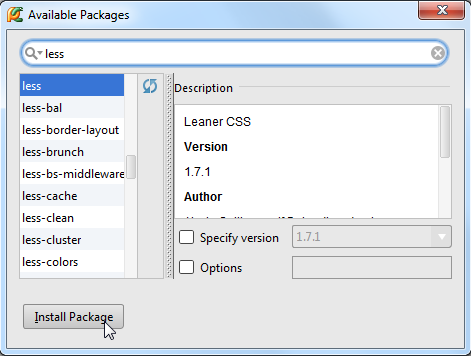 Available Packages
less
less
less-bal
less-border-layout
less-brunch
less-bs-middleware
less-cache
less-clean
less-cluster
less-colors
Description
Leaner CSS
Version
1.7.1
Author
Specify version
1.7.1
Options
Install Package